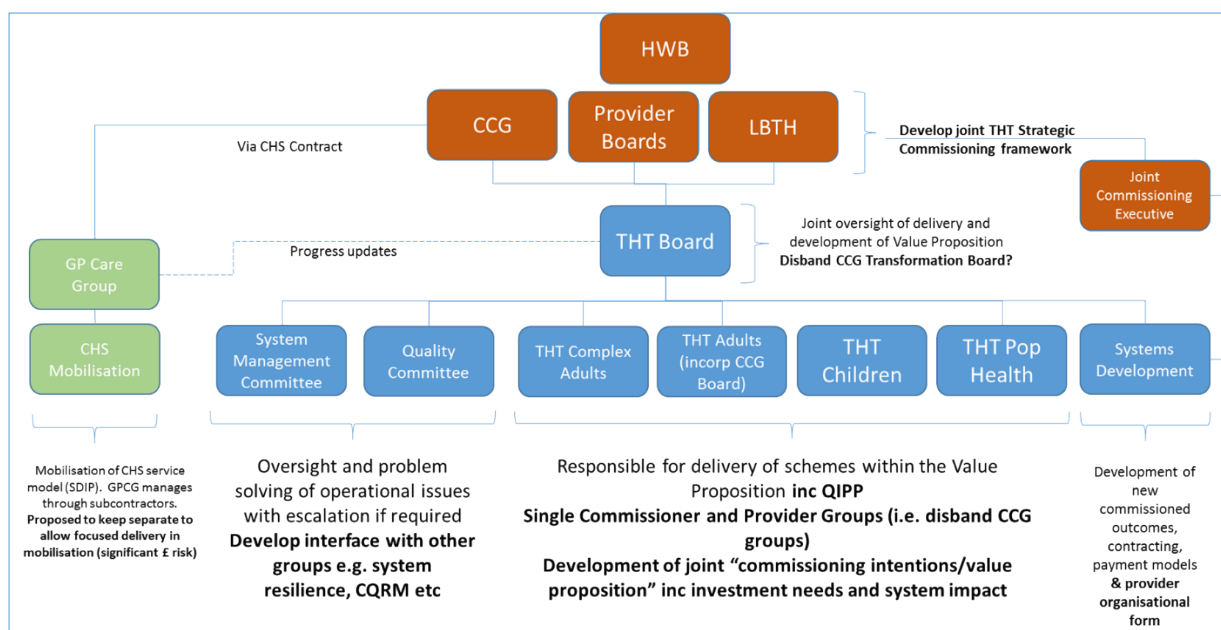 HWB
CCG
Provider
Boards
LBTH
Via CHS Contract
Develop joint THT Strategic
Commissioning framework
Joint
Commissioning
Executive
THT Board
Joint oversight of delivery and
development of Value Proposition
Disband CCG Transformation Board?
Progress updates
GP Care
Group
CHS
Mobilisation
System
Management
Committee
Quality
Committee
THT Complex
Adults
THT Adults
(incorp CCG
Board)
THT
Children
THT Pop
Health
Systems
Development
Mobilisation of CHS service
model (SDIP). GPCG manages
through subcontractors.
Proposed to keep separate to
allow focused delivery in
mobilisation (significant £ risk)
Oversight and problem
solving of operational issues
with escalation if required
Develop interface with other
groups e.g. system
resilience, CQRM etc
Responsible for delivery of schemes within the Value
Proposition inc QIPP
Single Commissioner and Provider Groups (i.e. disband CCG
groups)
Development of joint “commissioning intentions/value
proposition” inc investment needs and system impact
Development of
new
commissioned
outcomes,
contracting,
payment models
& provider
organisational
form